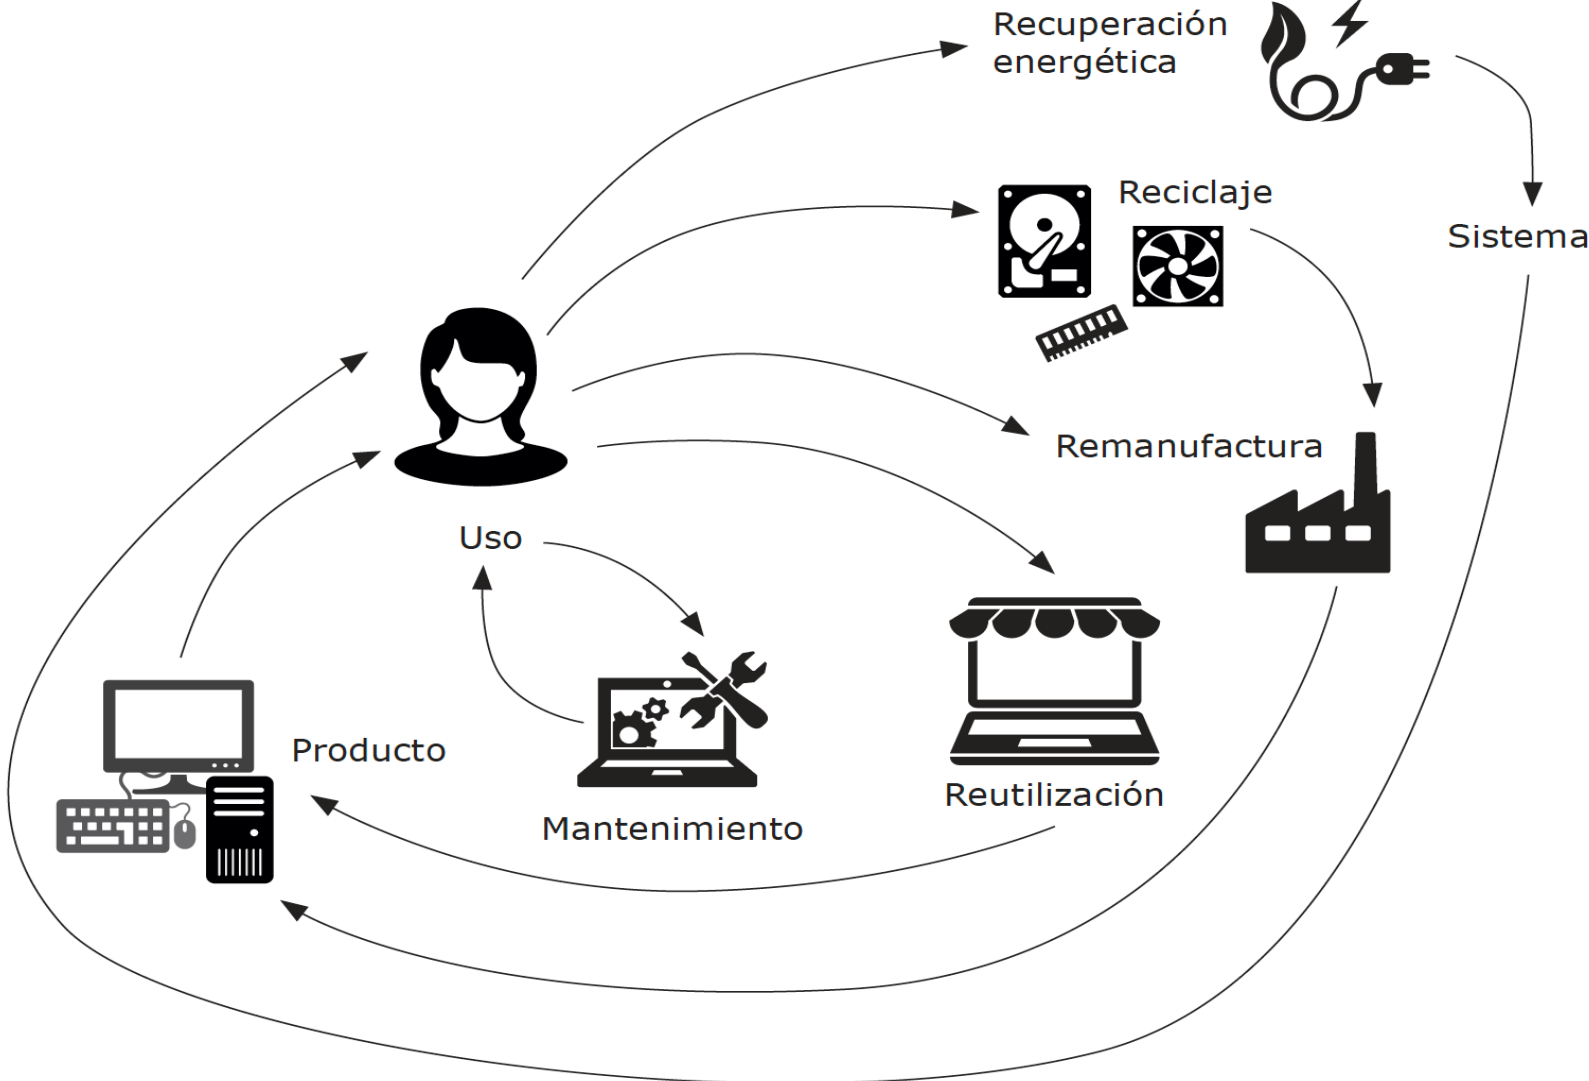 Recuperación
energética
Reciclaje
Sistema
Remanufactura
Uso
Producto
Reutilización
Mantenimiento